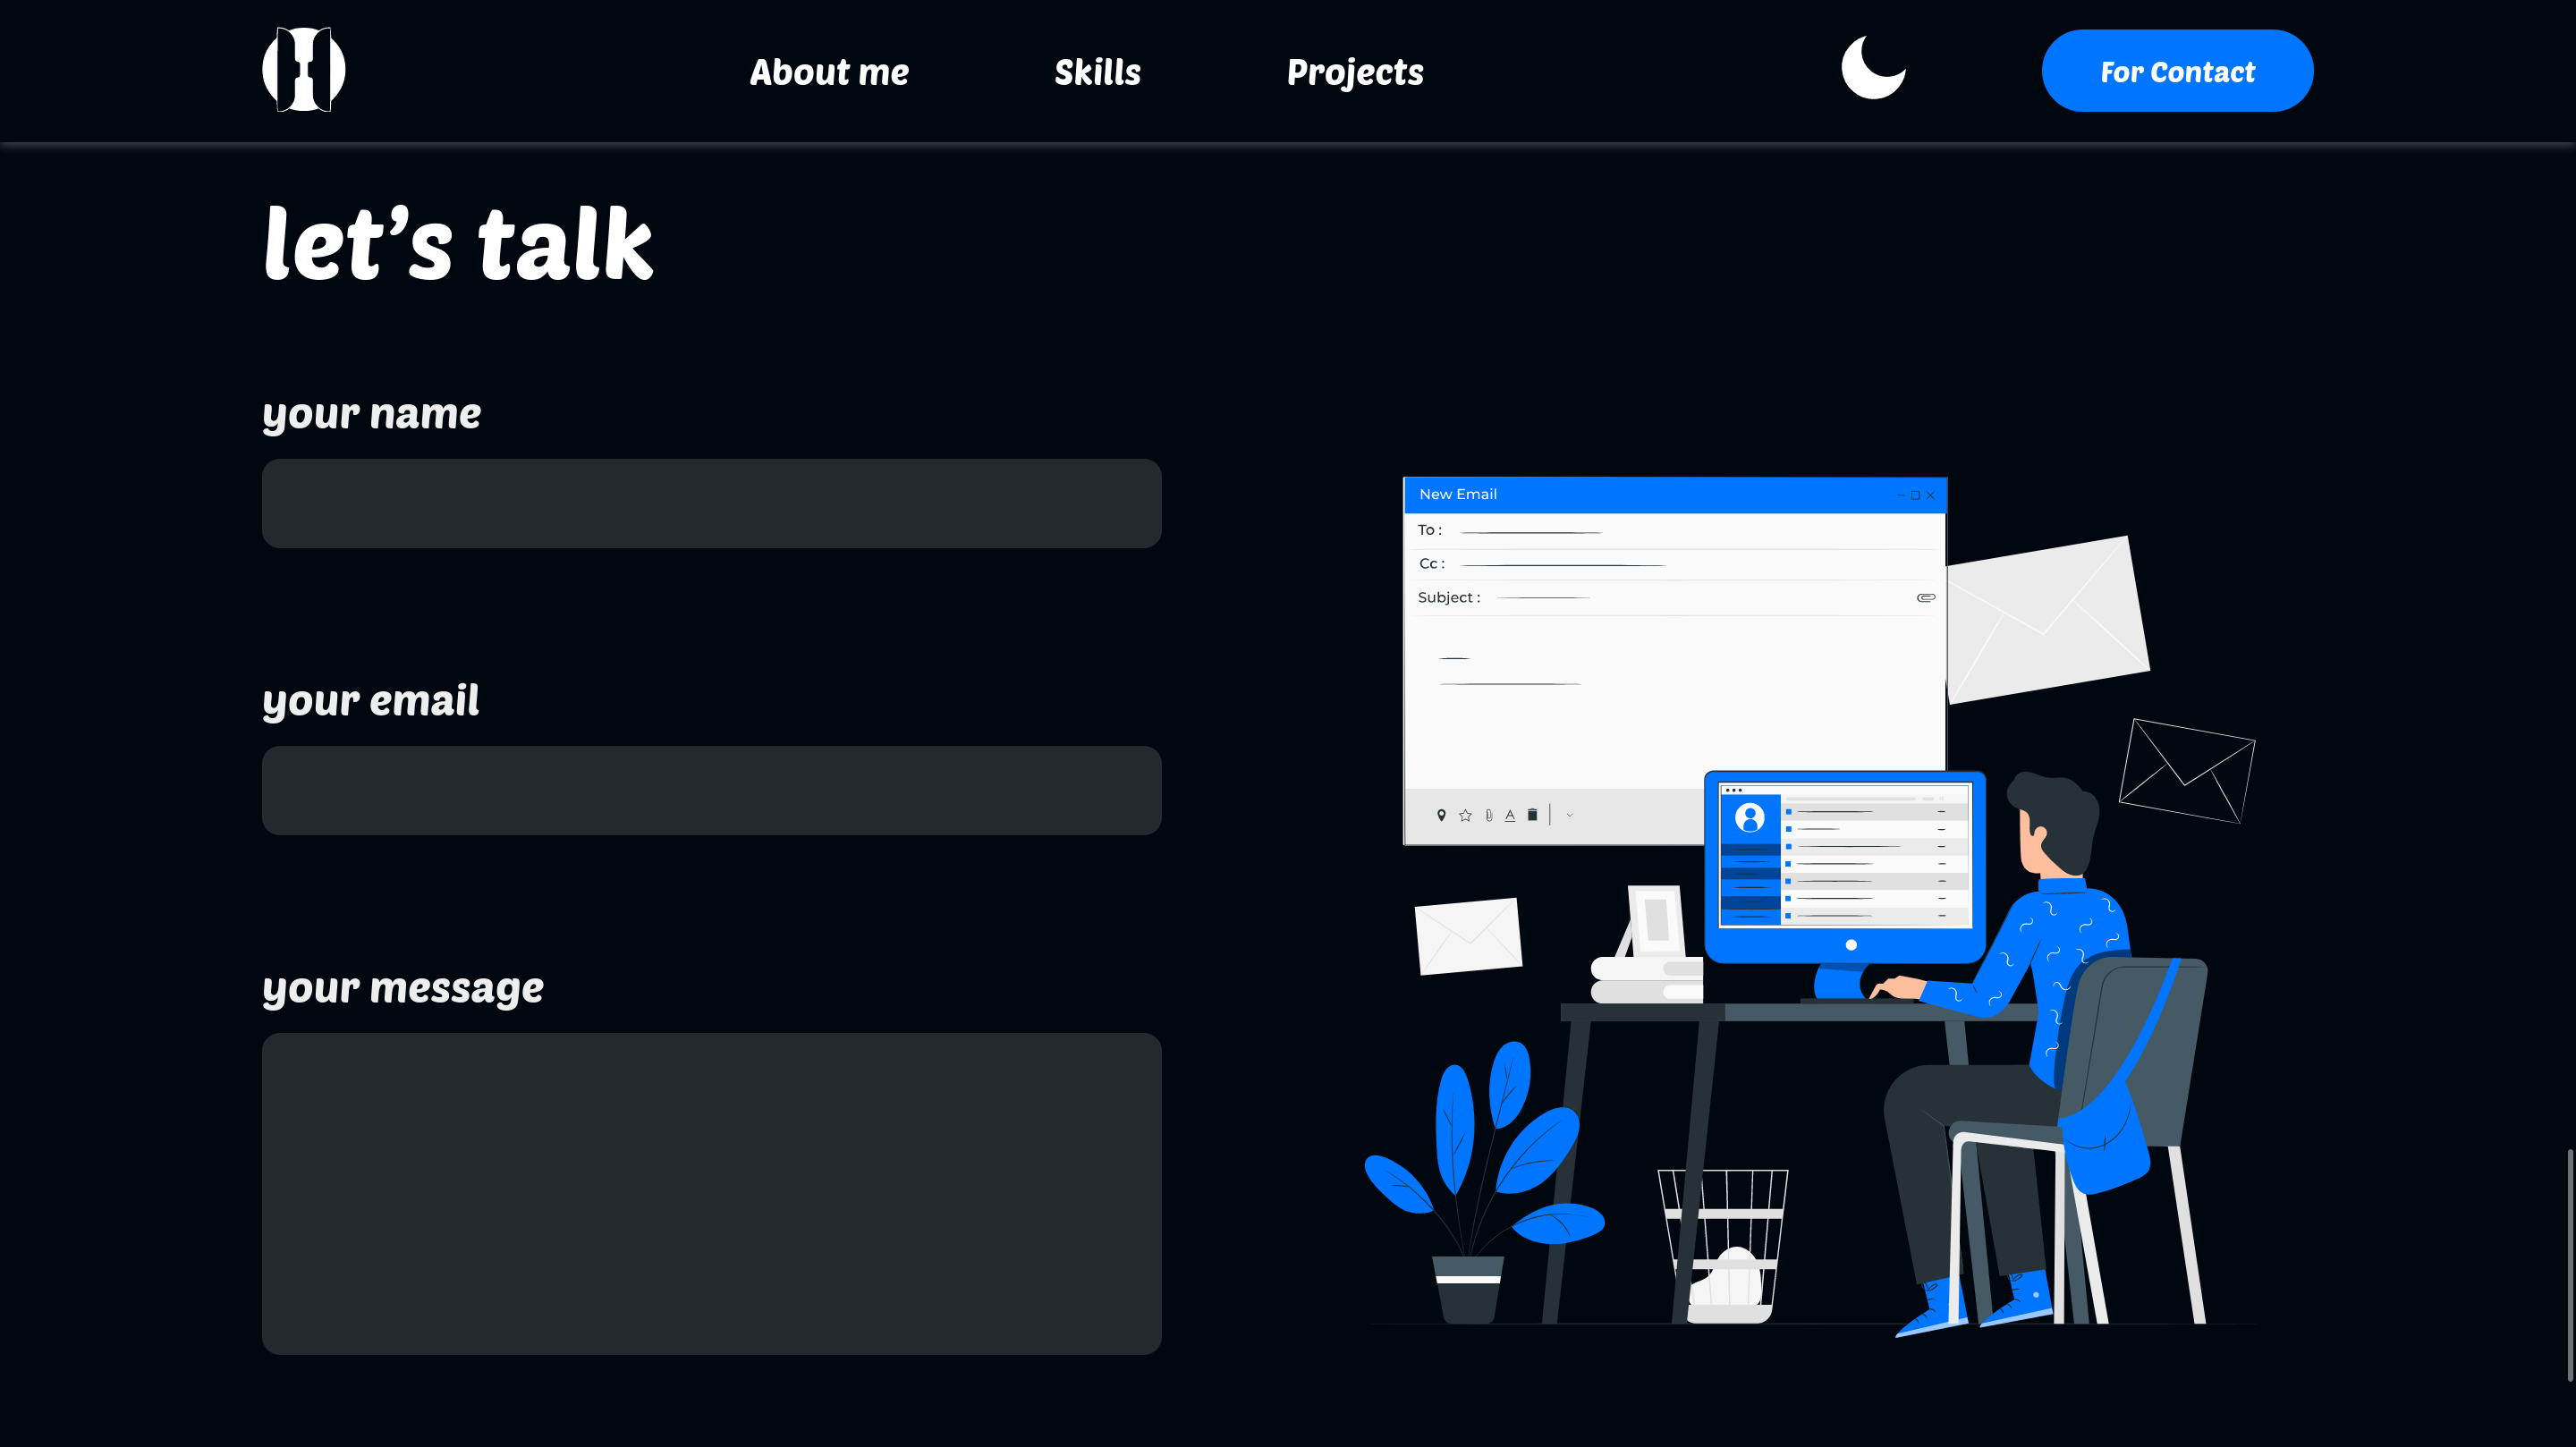 About me
Skills
Projects
For Contact
let’s talk
your name
your email
your message
New Email
To :
Cc :
Subject :
A